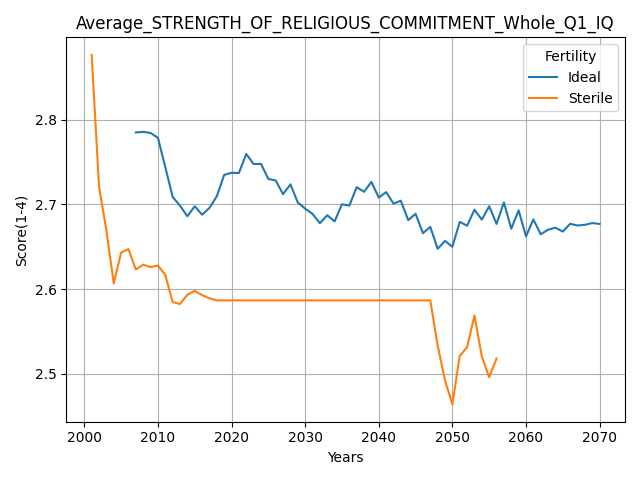 Average_STRENGTH_OF_RELIGIOUS_COMMITMENT_Whole_Q1_IQ
Fertility
Ideal
Sterile
Score(1-4)
2.8
2.7
2.6
2.5
2000 2010 2020 2030 2040 2050 2060 2070
Years